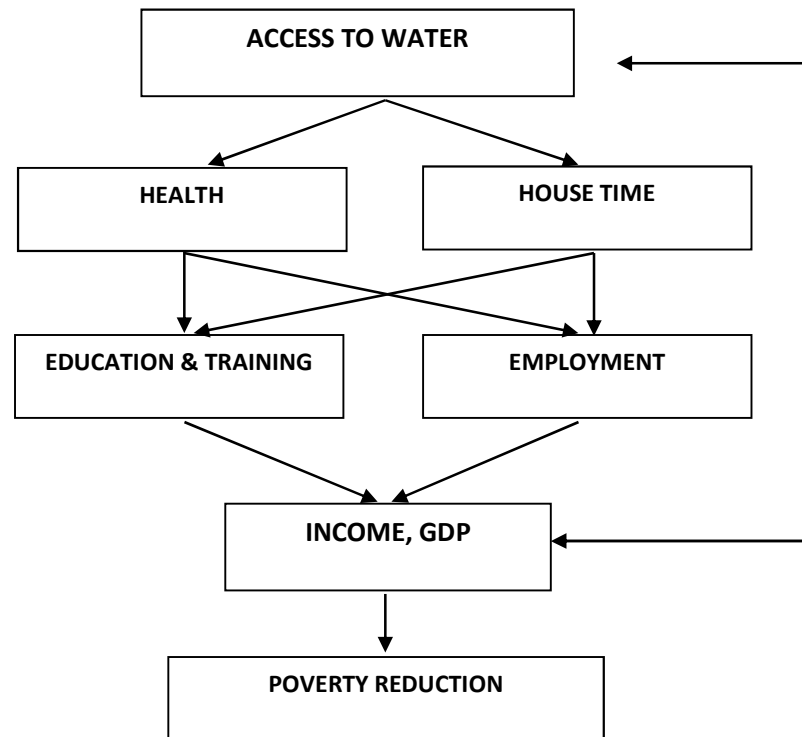 ACCESS TO WATER
HEALTH
HOUSE TIME
EDUCATION & TRAINING
EMPLOYMENT
INCOME, GDP
POVERTY REDUCTION